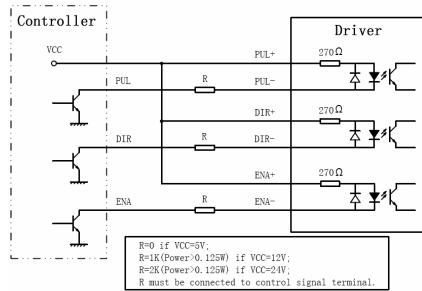 Controller
Driver
VCC
PUL+
270Ω
PUL
R
PUL-
DIR+
270Ω
DIR
R
DIR-
ENA+
270Ω
ENA
R
ENA-
R=0 if VCC=5V;
R=1K(Power>0.125W) if VCC=12V;
R=2K(Power>0.125W) if VCC=24V;
R must be connected to control signal terminal.